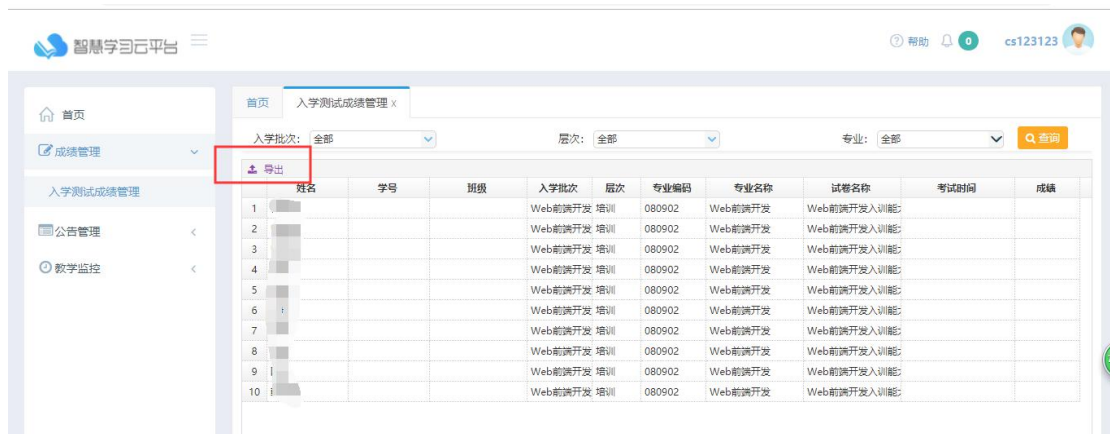 智慧学习云平台
帮助 0 cs123123
首页
成绩管理
入学测试成绩管理
公告管理
教学监控
首页 入学测试成绩管理 x
入学批次: 全部 层次: 全部 专业: 全部 查询
导出
姓名 学号 班级 入学批次 层次 专业编码 专业名称 试卷名称 考试时间 成绩
1 Web前端开发 培训 080902 Web前端开发 Web前端开发入训能
2 Web前端开发 培训 080902 Web前端开发 Web前端开发入训能
3 Web前端开发 培训 080902 Web前端开发 Web前端开发入训能
4 Web前端开发 培训 080902 Web前端开发 Web前端开发入训能
5 Web前端开发 培训 080902 Web前端开发 Web前端开发入训能
6 Web前端开发 培训 080902 Web前端开发 Web前端开发入训能
7 Web前端开发 培训 080902 Web前端开发 Web前端开发入训能
8 Web前端开发 培训 080902 Web前端开发 Web前端开发入训能
9 Web前端开发 培训 080902 Web前端开发 Web前端开发入训能
10 Web前端开发 培训 080902 Web前端开发 Web前端开发入训能